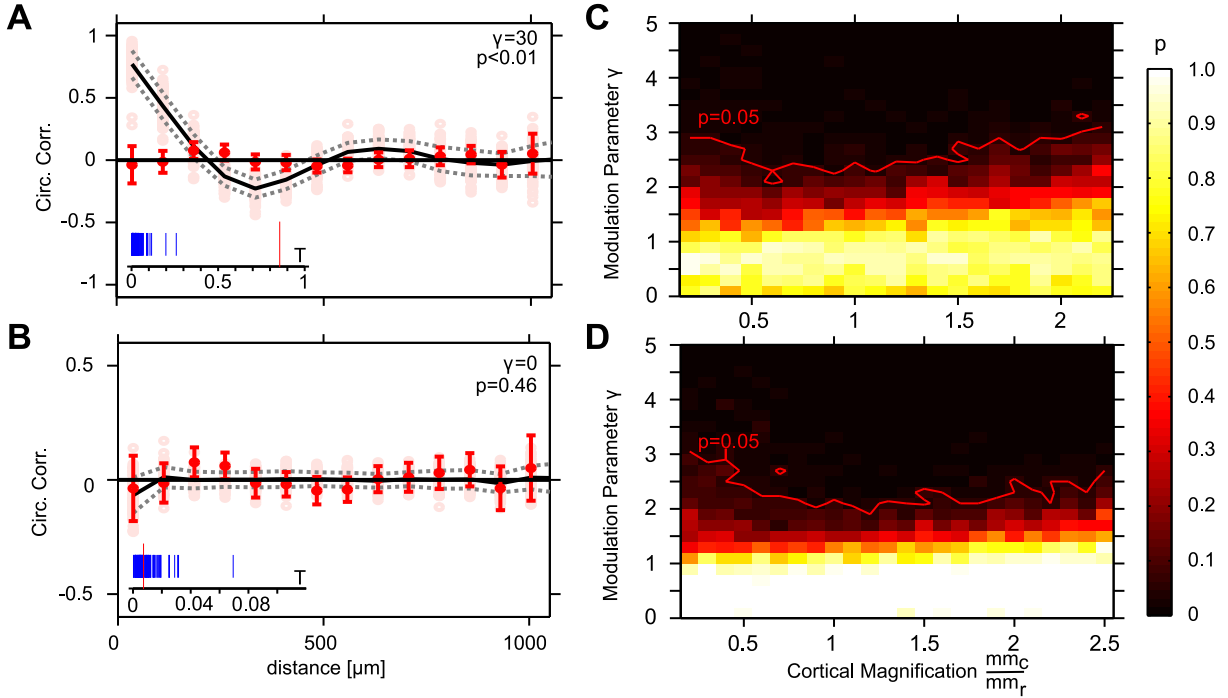 A
1
0.5
0
-0.5
-1
Circ. Corr.
γ=30
p<0.01
T
0
0.5
1
0
500
B
0.5
0
-0.5
Circ. Corr.
γ=0
p=0.46
T
0
0.04
0.08
0
500
1000
distance [µm]
C
5
4
3
2
1
0
Modulation Parameter γ
p=0.05
0.5
1
1.5
2
D
5
4
3
2
1
0
Modulation Parameter γ
p=0.05
0.5
1
1.5
2
2.5
Cortical Magnification mmc
mmr
p
1.0
0.9
0.8
0.7
0.6
0.5
0.4
0.3
0.2
0.1
0